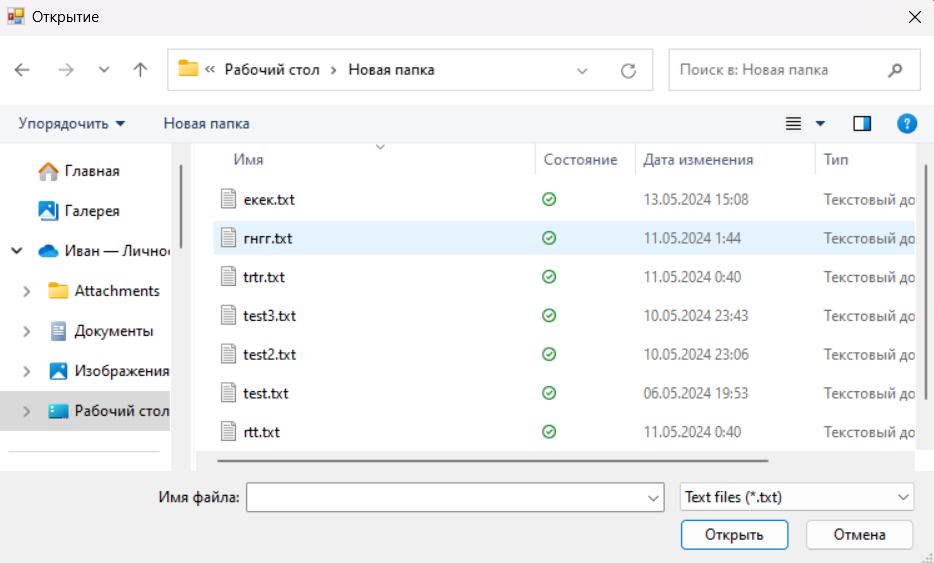 Открытие
« Рабочий стол › Новая папка
Поиск в: Новая папка
Упорядочить Новая папка
?
Имя Состояние Дата изменения Тип
Главная
Галерея
Иван — Личнос
Attachments
Документы
Изображения
Рабочий стол
екек.txt 13.05.2024 15:08 Текстовый до
гнгг.txt 11.05.2024 1:44 Текстовый до
trtr.txt 11.05.2024 0:40 Текстовый до
test3.txt 10.05.2024 23:43 Текстовый до
test2.txt 10.05.2024 23:06 Текстовый до
test.txt 06.05.2024 19:53 Текстовый до
rtt.txt 11.05.2024 0:40 Текстовый до
Имя файла: Text files (*.txt)
Открыть Отмена